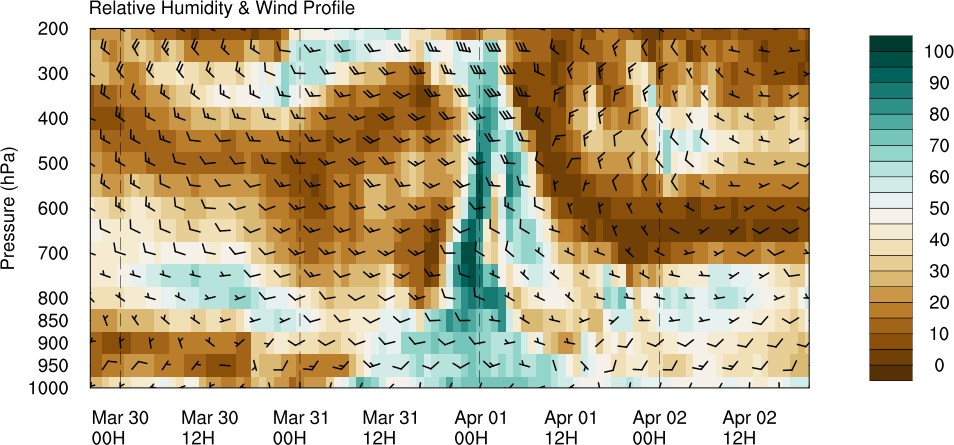 Relative Humidity & Wind Profile
Pressure (hPa)
200
300
400
500
600
700
800
850
900
950
1000
Mar 30
00H
Mar 30
12H
Mar 31
00H
Mar 31
12H
Apr 01
00H
Apr 01
12H
Apr 02
00H
Apr 02
12H
100
90
80
70
60
50
40
30
20
10
0